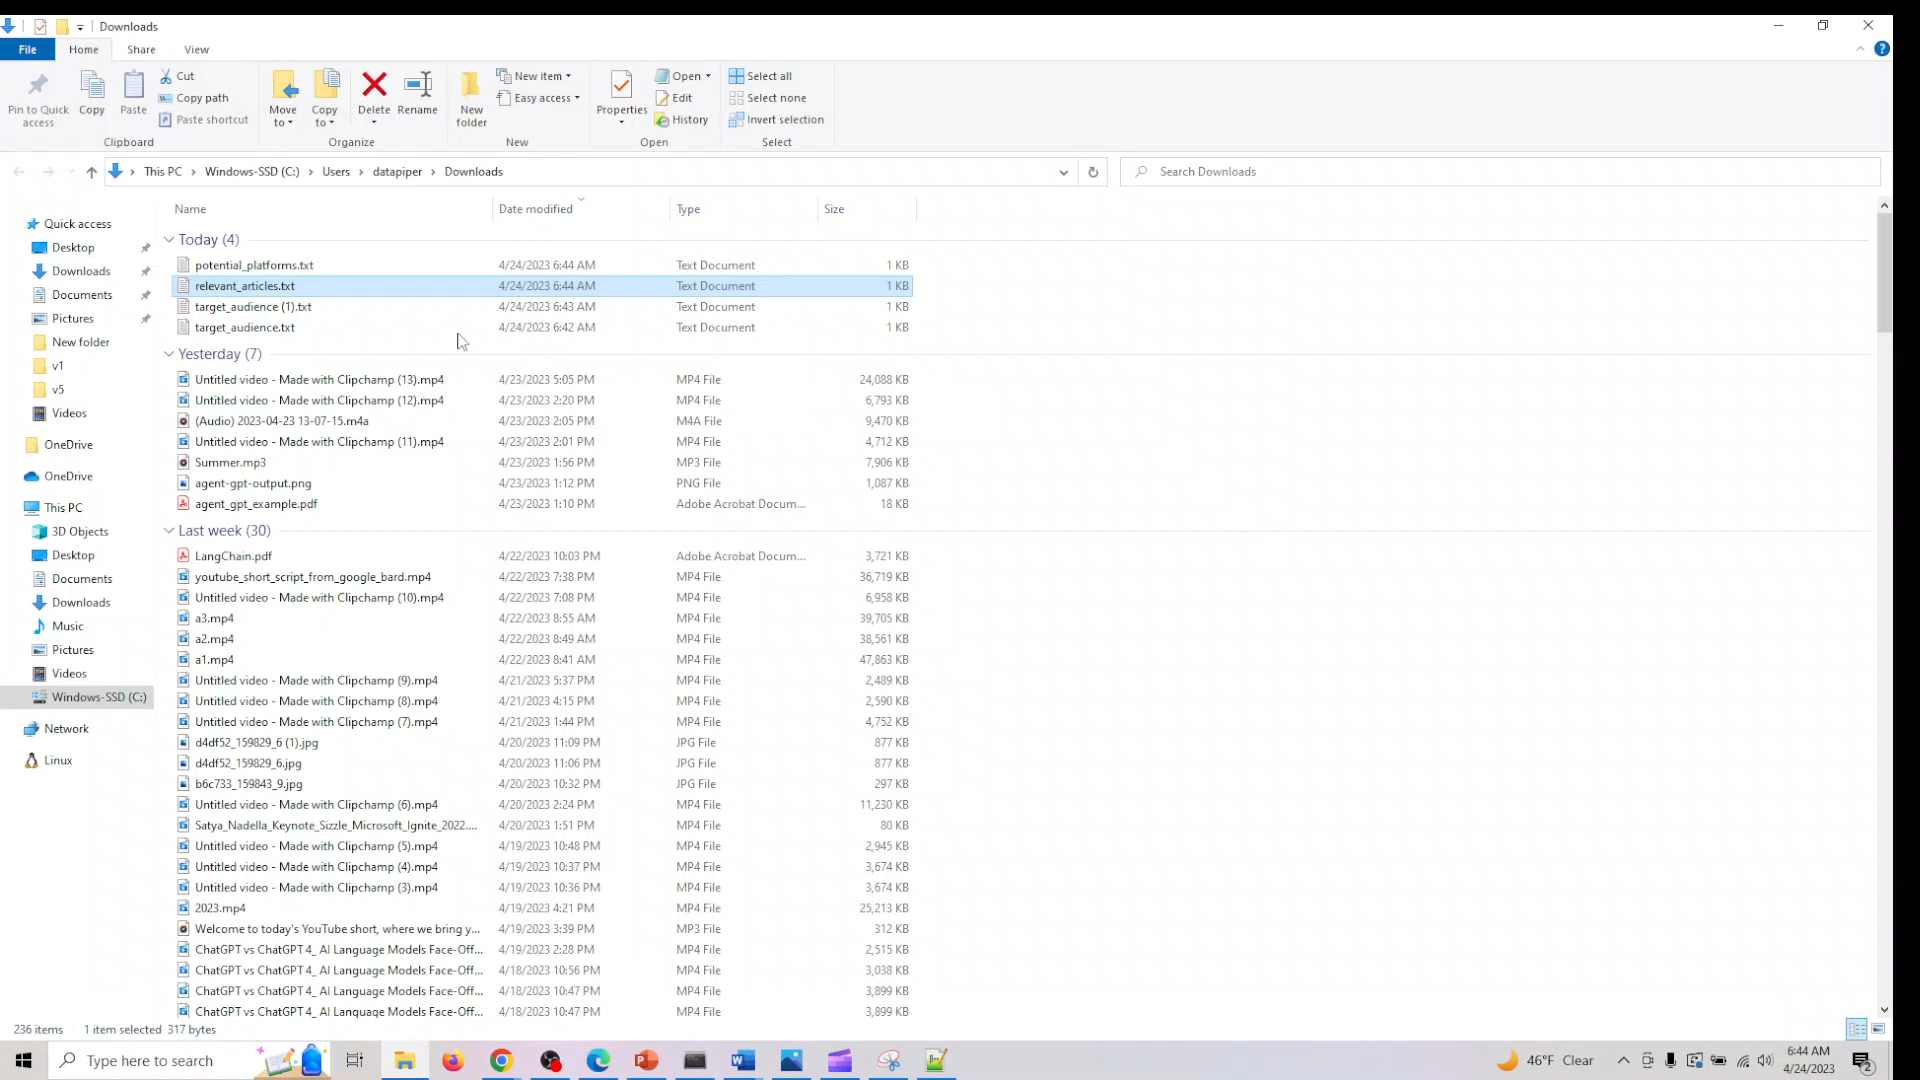 Downloads
File Home Share View
Pin to Quick access
Copy
Paste
Cut
Copy path
Paste shortcut
Clipboard
Move to
Copy to
Delete
Rename
Organize
New folder
New item
Easy access
New
Properties
Open
Edit
History
Open
Select all
Select none
Invert selection
Select
This PC Windows-SSD (C:) Users datapiper Downloads
Search Downloads
Quick access
Desktop
Downloads
Documents
Pictures
New folder
v1
v5
Videos
OneDrive
OneDrive
This PC
3D Objects
Desktop
Documents
Downloads
Music
Pictures
Videos
Windows-SSD (C:)
Network
Linux
Name Date modified Type Size
Today (4)
potential_platforms.txt 4/24/2023 6:44 AM Text Document 1 KB
relevant_articles.txt 4/24/2023 6:44 AM Text Document 1 KB
target_audience (1).txt 4/24/2023 6:43 AM Text Document 1 KB
target_audience.txt 4/24/2023 6:42 AM Text Document 1 KB
Yesterday (7)
Untitled video - Made with Clipchamp (13).mp4 4/23/2023 5:05 PM MP4 File 24,088 KB
Untitled video - Made with Clipchamp (12).mp4 4/23/2023 2:20 PM MP4 File 6,793 KB
(Audio) 2023-04-23 13-07-15.m4a 4/23/2023 2:05 PM M4A File 9,470 KB
Untitled video - Made with Clipchamp (11).mp4 4/23/2023 2:01 PM MP4 File 4,712 KB
Summer.mp3 4/23/2023 1:56 PM MP3 File 7,906 KB
agent-gpt-output.png 4/23/2023 1:12 PM PNG File 1,087 KB
agent_gpt_example.pdf 4/23/2023 1:10 PM Adobe Acrobat Docum... 18 KB
Last week (30)
LangChain.pdf 4/22/2023 10:03 PM Adobe Acrobat Docum... 3,721 KB
youtube_short_script_from_google_bard.mp4 4/22/2023 7:38 PM MP4 File 36,719 KB
Untitled video - Made with Clipchamp (10).mp4 4/22/2023 7:08 PM MP4 File 6,958 KB
a3.mp4 4/22/2023 8:55 AM MP4 File 39,705 KB
a2.mp4 4/22/2023 8:49 AM MP4 File 38,561 KB
a1.mp4 4/22/2023 8:41 AM MP4 File 47,863 KB
Untitled video - Made with Clipchamp (9).mp4 4/21/2023 5:37 PM MP4 File 2,489 KB
Untitled video - Made with Clipchamp (8).mp4 4/21/2023 4:15 PM MP4 File 2,590 KB
Untitled video - Made with Clipchamp (7).mp4 4/21/2023 1:44 PM MP4 File 4,752 KB
d4df52_159829_6 (1).jpg 4/20/2023 11:09 PM JPG File 877 KB
d4df52_159829_6.jpg 4/20/2023 11:06 PM JPG File 877 KB
b6c733_159843_9.jpg 4/20/2023 10:32 PM JPG File 297 KB
Untitled video - Made with Clipchamp (6).mp4 4/20/2023 2:24 PM MP4 File 11,230 KB
Satya_Nadella_Keynote_Sizzle_Microsoft_Ignite_2022.... 4/20/2023 1:51 PM MP4 File 80 KB
Untitled video - Made with Clipchamp (5).mp4 4/19/2023 10:48 PM MP4 File 2,945 KB
Untitled video - Made with Clipchamp (4).mp4 4/19/2023 10:37 PM MP4 File 3,674 KB
Untitled video - Made with Clipchamp (3).mp4 4/19/2023 10:36 PM MP4 File 3,674 KB
2023.mp4 4/19/2023 4:21 PM MP4 File 25,213 KB
Welcome to today's YouTube short, where we bring y... 4/19/2023 3:39 PM MP3 File 312 KB
ChatGPT vs ChatGPT 4_ AI Language Models Face-Off... 4/19/2023 2:28 PM MP4 File 2,515 KB
ChatGPT vs ChatGPT 4_ AI Language Models Face-Off... 4/18/2023 10:56 PM MP4 File 3,038 KB
ChatGPT vs ChatGPT 4_ AI Language Models Face-Off... 4/18/2023 10:47 PM MP4 File 3,899 KB
ChatGPT vs ChatGPT 4_ AI Language Models Face-Off... 4/18/2023 10:47 PM MP4 File 3,899 KB
236 items 1 item selected 317 bytes
Type here to search
46°F Clear
6:44 AM
4/24/2023
2